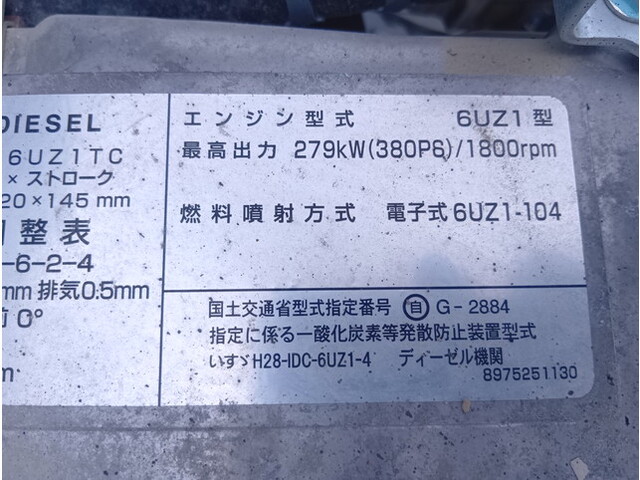 DIESEL
6UZ1TC
× ストローク
20×145 mm
整表
-6-2-4
mm 排気0.5mm
前 0°
m
エンジン型式 6UZ1型
最高出力 279kW(380PS)/1800rpm
燃料噴射方式 電子式6UZ1-104
国土交通省型式指定番号 自 G-2884
指定に係る一酸化炭素等発散防止装置型式
いすゞH28-IDC-6UZ1-4 ディーゼル機関
8975251130